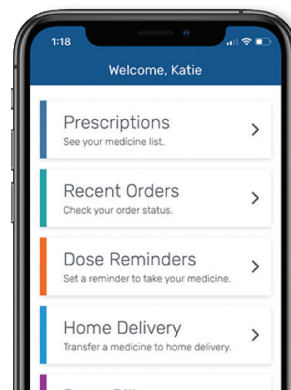 1:18
Welcome, Katie
Prescriptions
See your medicine list.
Recent Orders
Check your order status.
Dose Reminders
Set a reminder to take your medicine.
Home Delivery
Transfer a medicine to home delivery.